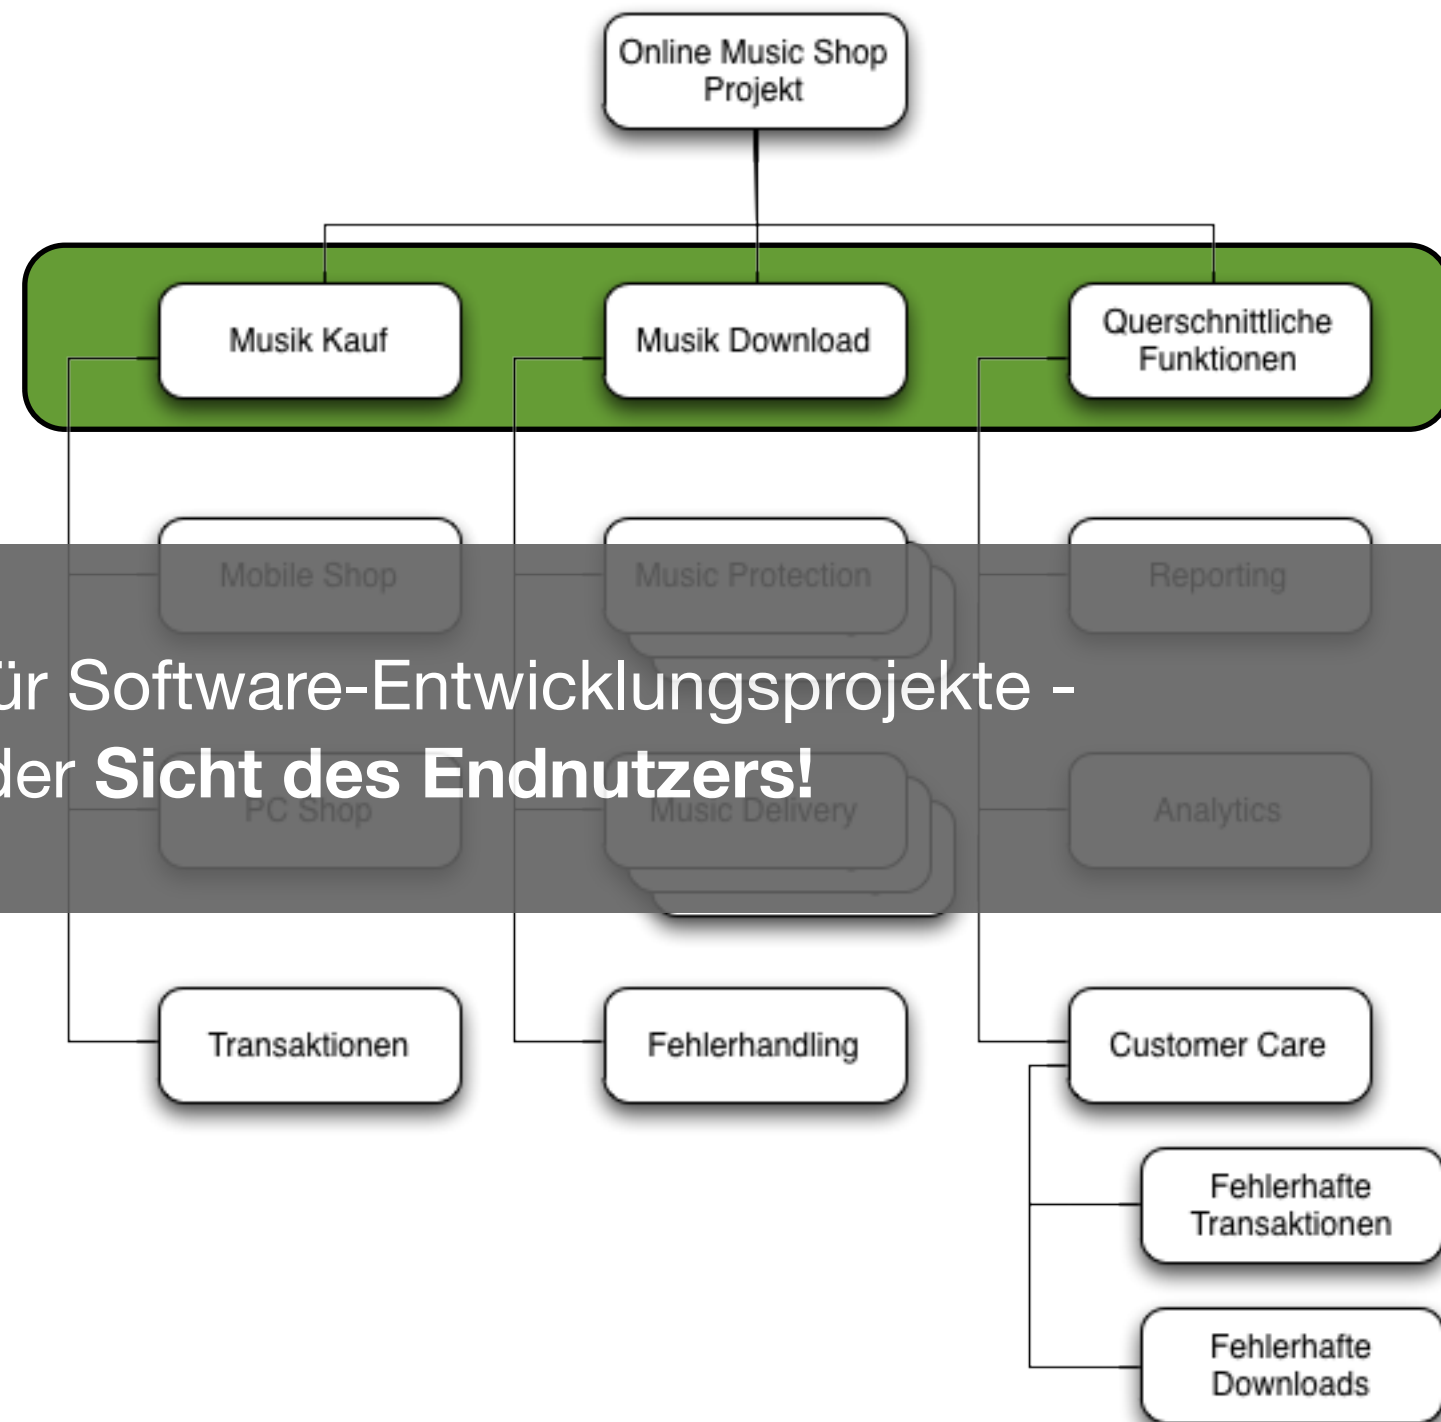 Online Music Shop
Projekt
Musik Kauf
Musik Download
Querschnittliche
Funktionen
Mobile Shop
Music Protection
Reporting
ür Software-Entwicklungsprojekte -
der Sicht des Endnutzers!
PC Shop
Music Delivery
Analytics
Transaktionen
Fehlerhandling
Customer Care
Fehlerhafte
Transaktionen
Fehlerhafte
Downloads